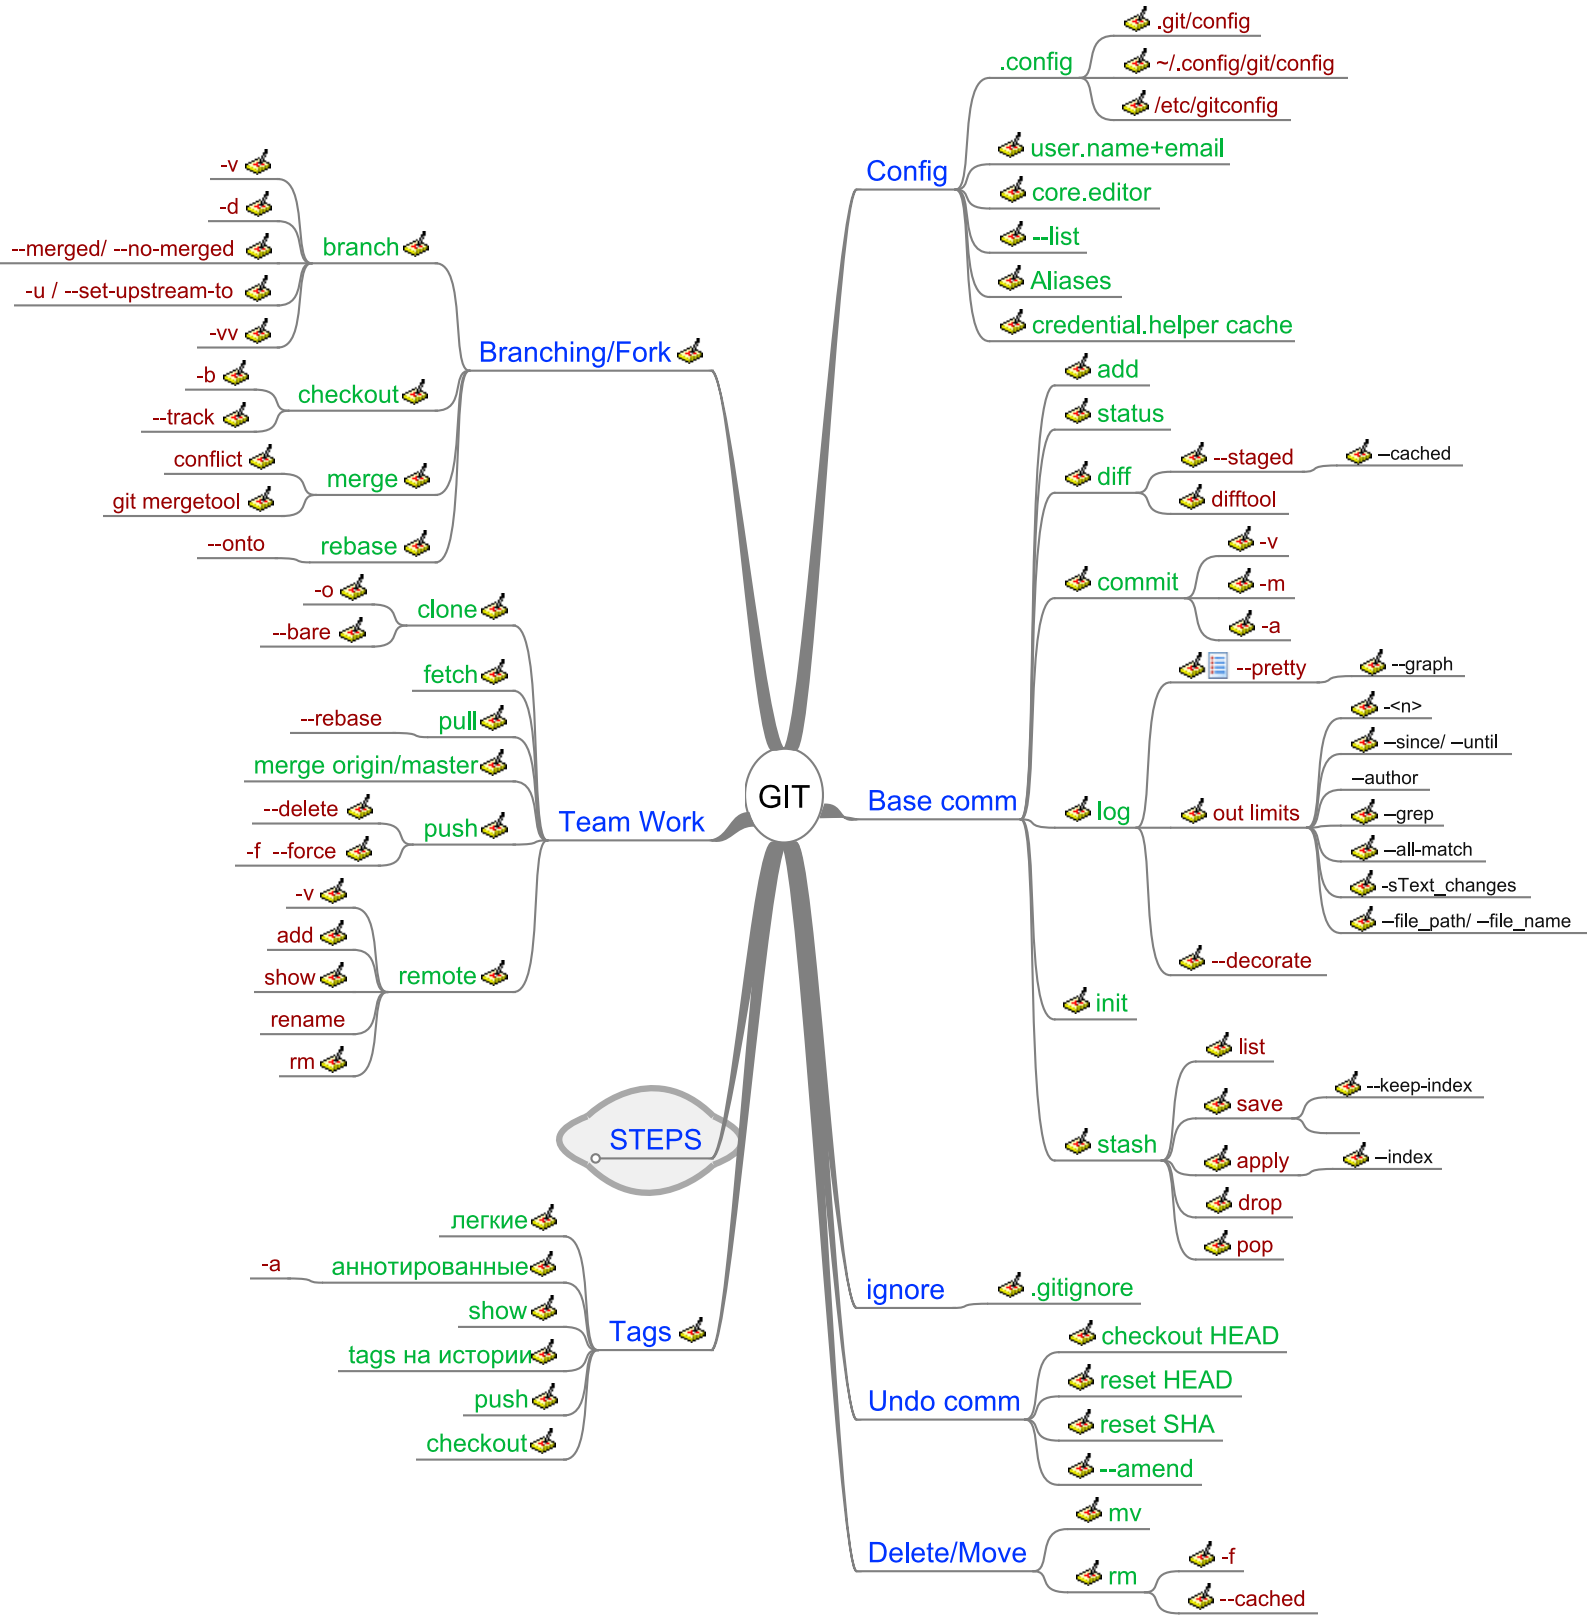 GIT
Config
.config
.git/config
~/.config/git/config
/etc/gitconfig
user.name+email
core.editor
--list
Aliases
credential.helper cache
Base comm
add
status
diff
--staged
–cached
difftool
commit
-v
-m
-a
log
--pretty
--graph
out limits
-<n>
–since/ –until
–author
–grep
–all-match
-sText_changes
–file_path/ –file_name
--decorate
init
stash
list
save
--keep-index
apply
–index
drop
pop
ignore
.gitignore
Undo comm
checkout HEAD
reset HEAD
reset SHA
--amend
Delete/Move
mv
rm
-f
--cached
Branching/Fork
branch
-v
-d
--merged/ --no-merged
-u / --set-upstream-to
-vv
checkout
-b
--track
merge
conflict
git mergetool
rebase
--onto
Team Work
clone
-o
--bare
fetch
pull
--rebase
merge origin/master
push
--delete
-f --force
remote
-v
add
show
rename
rm
STEPS
Tags
легкие
аннотированные
-a
show
tags на истории
push
checkout